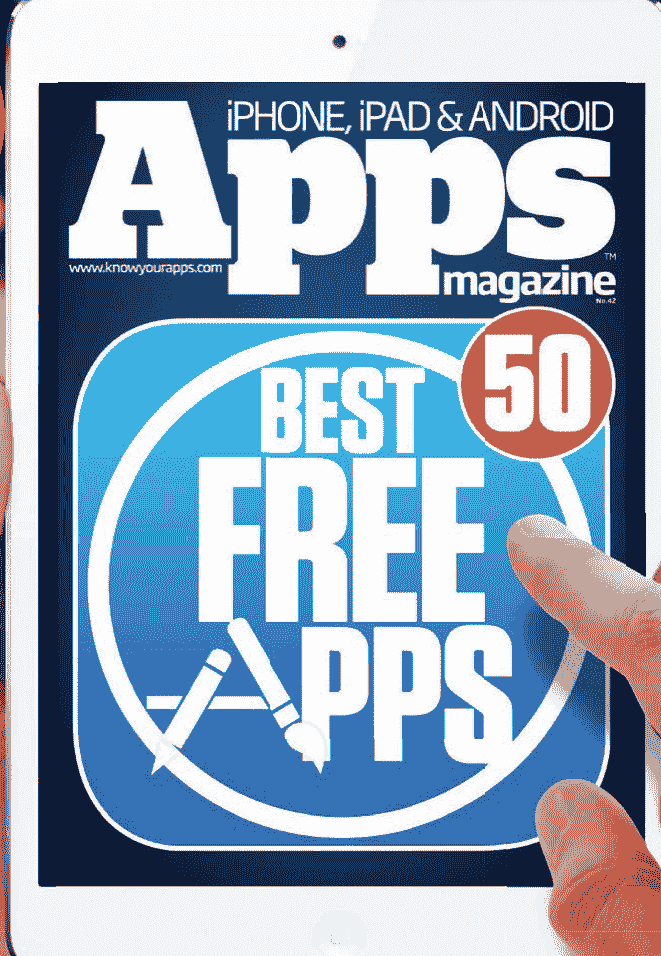 iPHONE, iPAD & ANDROID
Apps
www.knowyourapps.com
TM
magazine
No.42
50
BEST
FREE
APPS